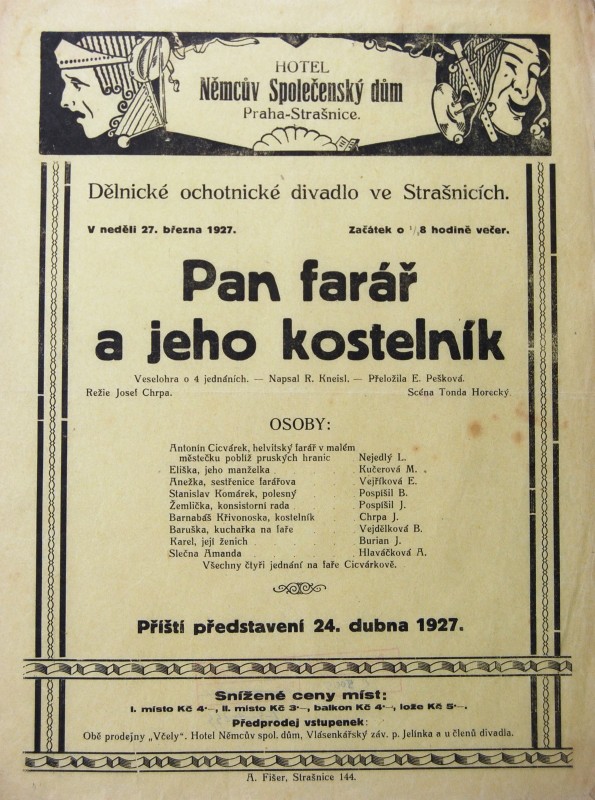 HOTEL
Němcův Společenský dům
Praha-Strašnice.
Dělnické ochotnické divadlo ve Strašnicích.
V neděli 27. března 1927. Začátek o ½8 hodině večer.
Pan farář
a jeho kostelník
Veselohra o 4 jednáních. — Napsal R. Kneisl. — Přeložila E. Pešková.
Režie Josef Chrpa. Scéna Tonda Horecký.
OSOBY:
Antonín Cicvárek, helvitský farář v malém
městečku poblíž pruských hranic Nejedlý L.
Eliška, jeho manželka Kučerová M.
Anežka, sestřenice farářova Vejříková E.
Stanislav Komárek, polesný Pospíšil B.
Žemlička, konsistorní rada Pospíšil J.
Barnabáš Křivonoska, kostelník Chrpa J.
Baruška, kuchařka na faře Vejdělková B.
Karel, její ženich Burian J.
Slečna Amanda Hlaváčková A.
Všechny čtyři jednání na faře Cicvárkově.
Příští představení 24. dubna 1927.
Snížené ceny míst:
I. místo Kč 4·—, II. místo Kč 3·—, balkon Kč 4·—, lože Kč 5·—,
Předprodej vstupenek:
Obě prodejny „Včely". Hotel Němcův spol. dům, Vlásenkářský záv. p. Jelínka a u členů divadla.
A. Fišer, Strašnice 144.